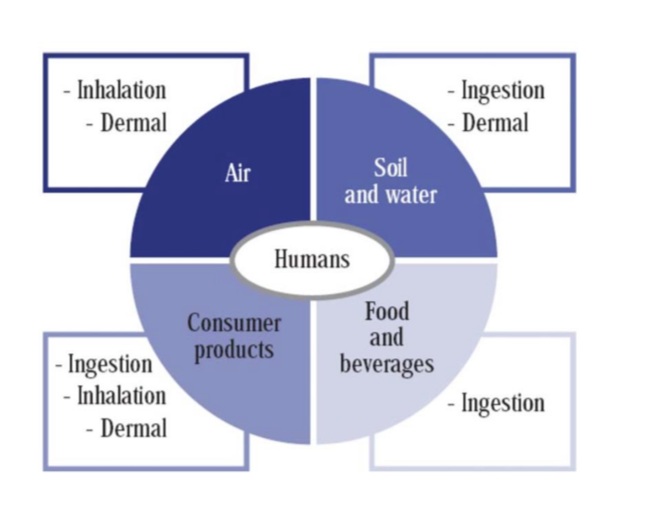 - Inhalation
- Dermal
- Ingestion
- Dermal
Air
Soil
and water
Humans
Consumer
products
Food
and
beverages
- Ingestion
- Inhalation
- Dermal
- Ingestion